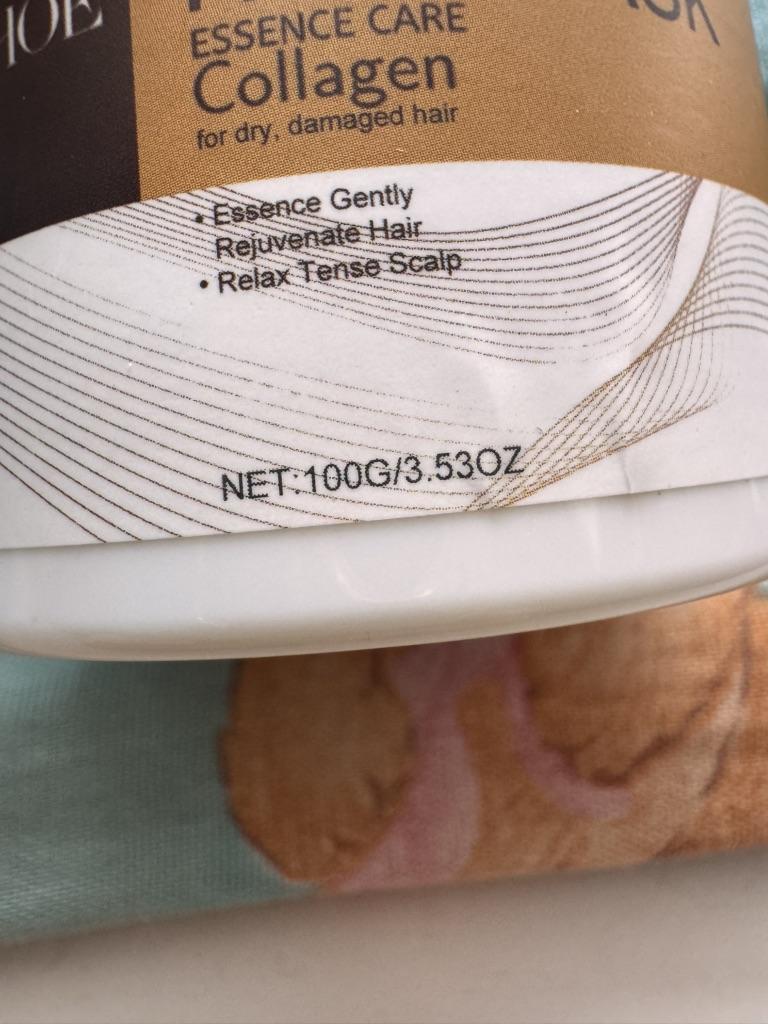 ESSENCE CARE
Collagen
for dry, damaged hair
• Essence Gently
Rejuvenate Hair
• Relax Tense Scalp
NET:100G/3.53OZ